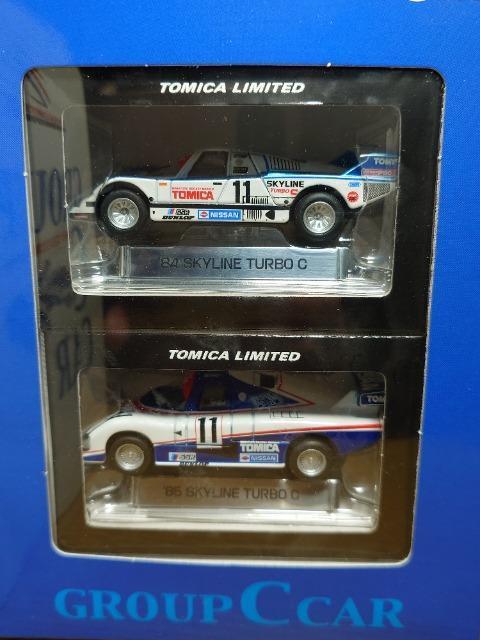 TOMICA LIMITED
TOMICA
11
SKYLINE
TURBO C
DUNLOP
NISSAN
'84 SKYLINE TURBO C
TOMICA LIMITED
11
TOMICA
NISSAN
DUNLOP
'85 SKYLINE TURBO C
GROUP C CAR